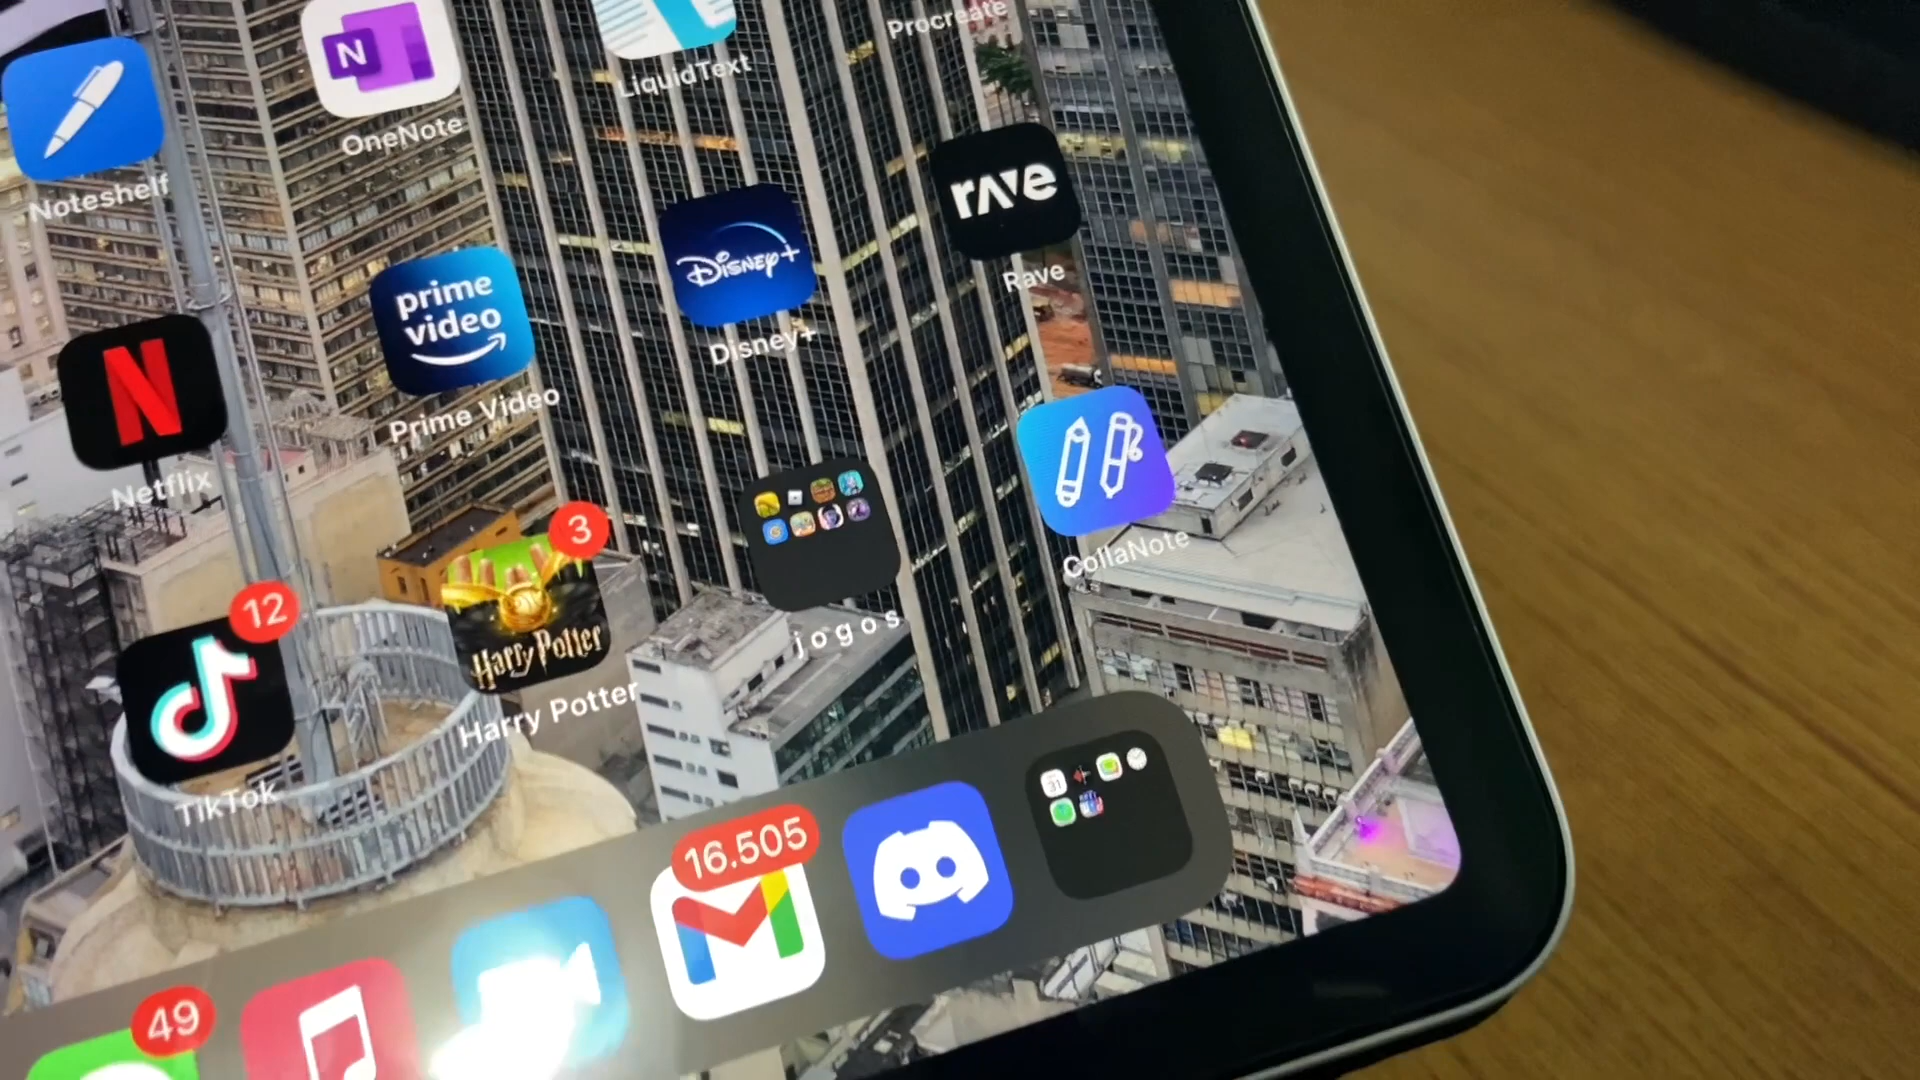 Procreate
LiquidText
N
OneNote
Noteshelf
rave
Rave
Disney+
Disney+
prime
video
Prime Video
N
Netflix
CollaNote
jogos
3
Harry Potter
Harry Potter
12
TikTok
31
16.505
49